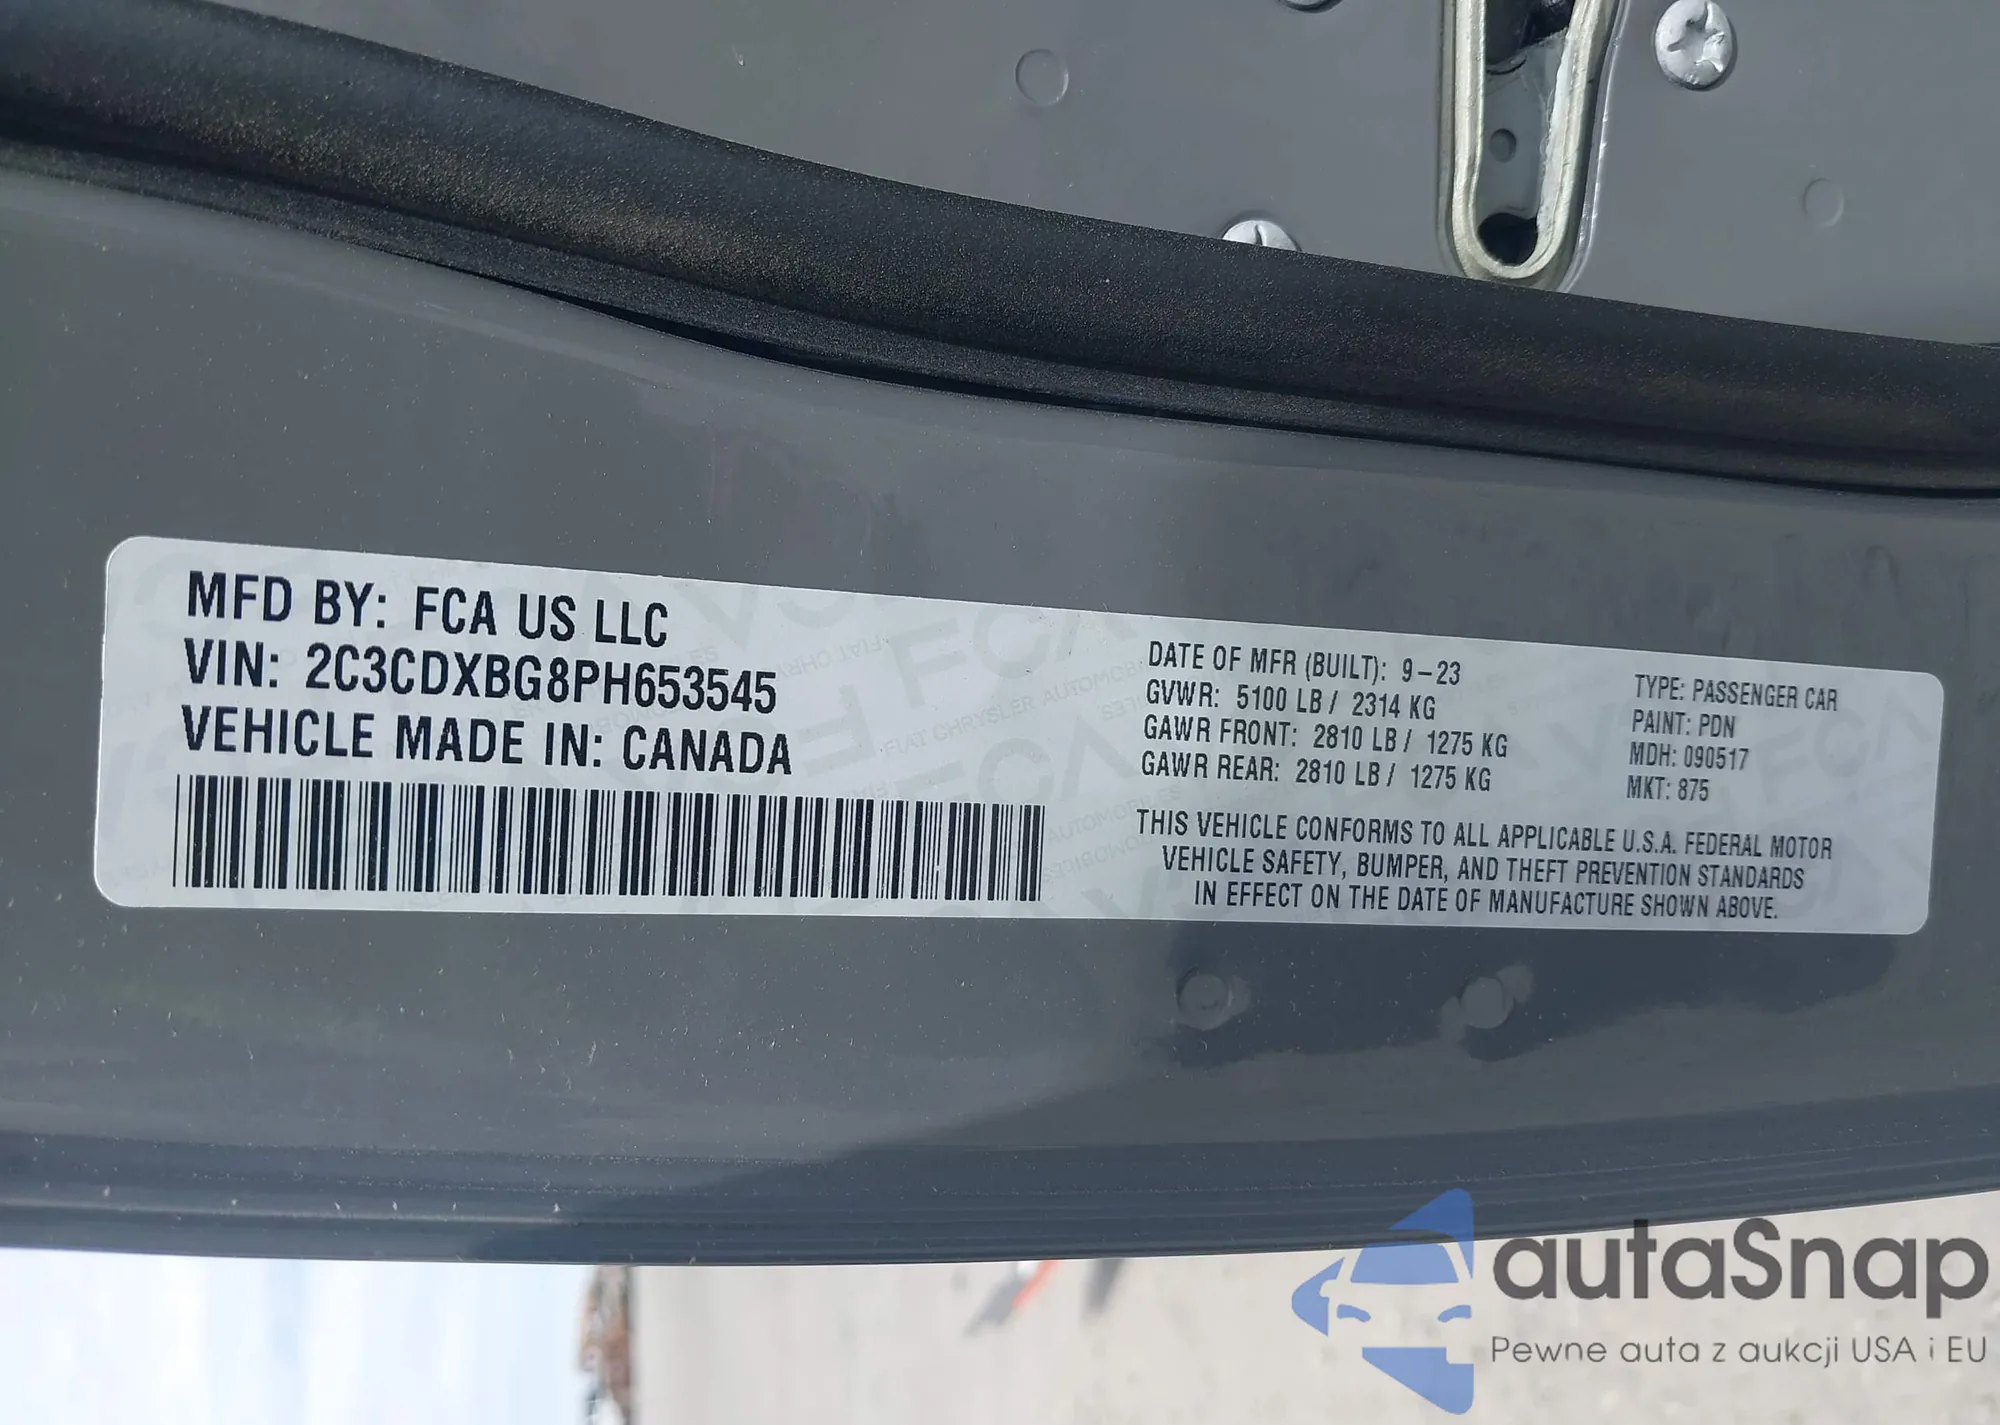 MFD BY: FCA US LLC
VIN: 2C3CDXBG8PH653545
VEHICLE MADE IN: CANADA
DATE OF MFR (BUILT): 9-23
GVWR: 5100 LB / 2314 KG
GAWR FRONT: 2810 LB / 1275 KG
GAWR REAR: 2810 LB / 1275 KG
TYPE: PASSENGER CAR
PAINT: PDN
MDH: 090517
MKT: 875
THIS VEHICLE CONFORMS TO ALL APPLICABLE U.S.A. FEDERAL MOTOR
VEHICLE SAFETY, BUMPER, AND THEFT PREVENTION STANDARDS
IN EFFECT ON THE DATE OF MANUFACTURE SHOWN ABOVE.
autaSnap
Pewne auta z aukcji USA i EU